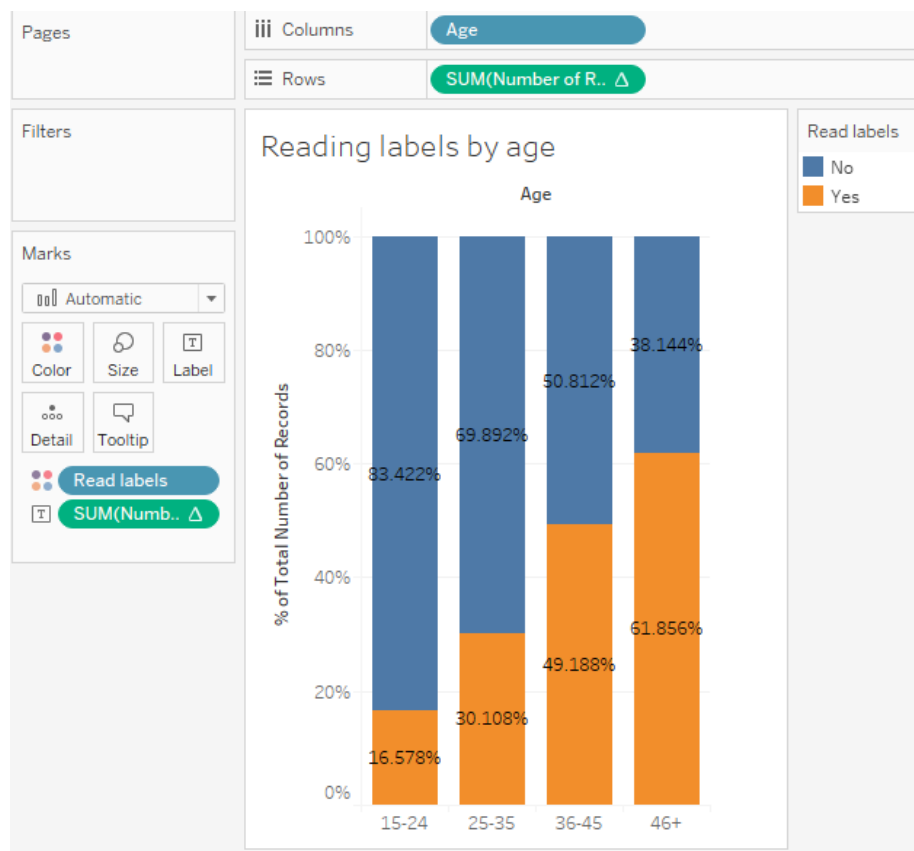 Pages
Columns
Age
Rows
SUM(Number of R.. Δ
Filters
Reading labels by age
Read labels
No
Yes
Age
Marks
Automatic
Color
Size
Label
Detail
Tooltip
Read labels
SUM(Numb.. Δ
% of Total Number of Records
100%
80%
60%
40%
20%
0%
38.144%
50.812%
69.892%
83.422%
61.856%
49.188%
30.108%
16.578%
15-24
25-35
36-45
46+